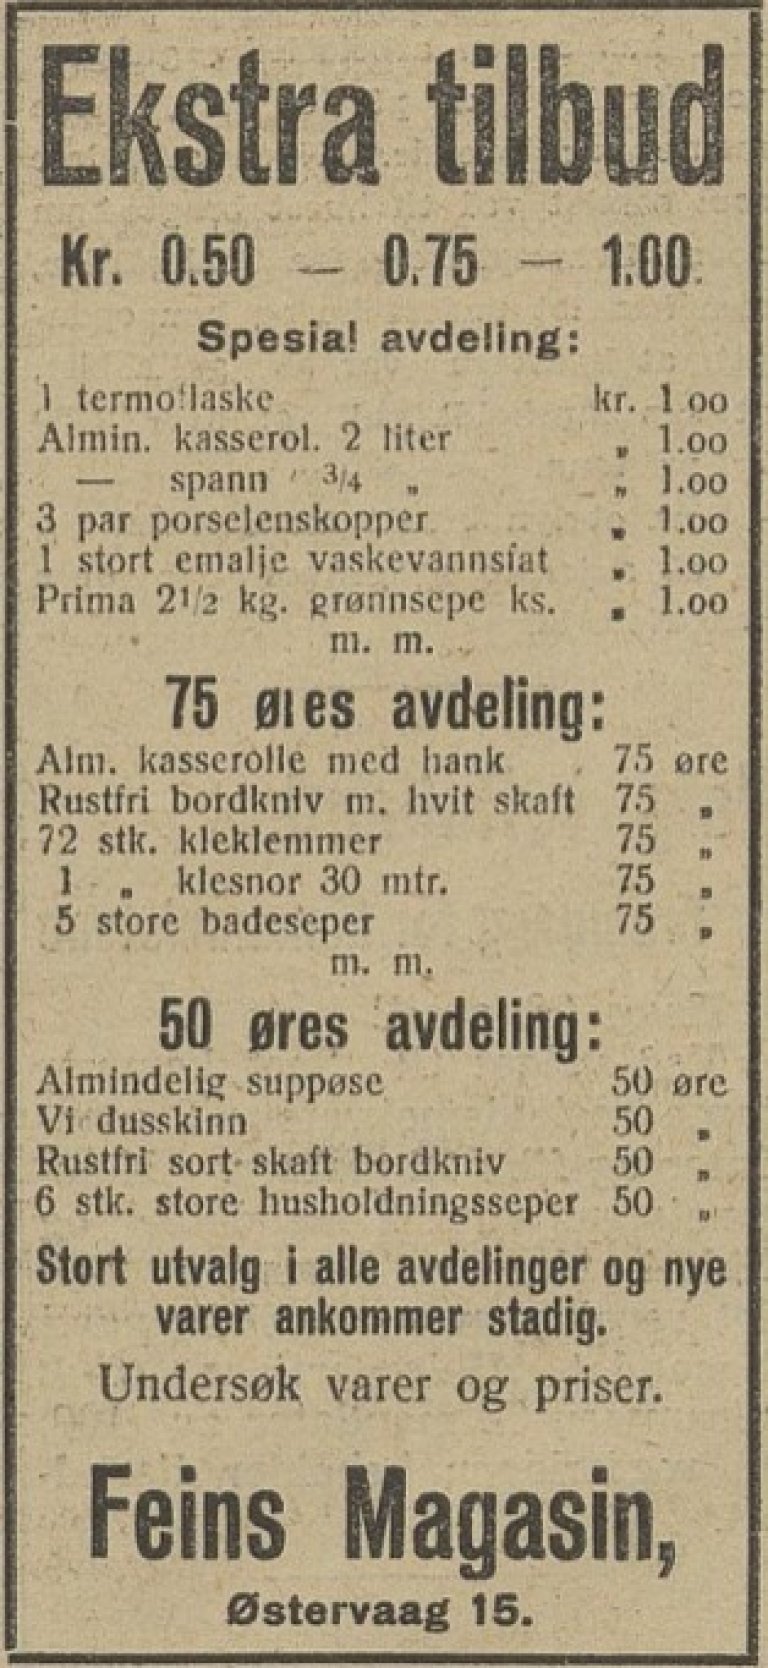 Ekstra tilbud
Kr. 0.50 — 0.75 — 1.00
Spesial avdeling:
1 termoflaske kr. 1.00
Almin. kasserol. 2 liter „ 1.00
— spann 3/4 „ „ 1.00
3 par porselenskopper „ 1.00
1 stort emalje vaskevannsfat „ 1.00
Prima 2 1/2 kg. grønnsepe ks. „ 1.00
m. m.
75 øres avdeling:
Alm. kasserolle med hank 75 øre
Rustfri bordkniv m. hvit skaft 75 „
72 stk. kleklemmer 75 „
1 „ klesnor 30 mtr. 75 „
5 store badeseper 75 „
m. m.
50 øres avdeling:
Almindelig suppøse 50 øre
Vi dusskinn 50 „
Rustfri sort skaft bordkniv 50 „
6 stk. store husholdningsseper 50 „
Stort utvalg i alle avdelinger og nye
varer ankommer stadig.
Undersøk varer og priser.
Feins Magasin,
Østervaag 15.